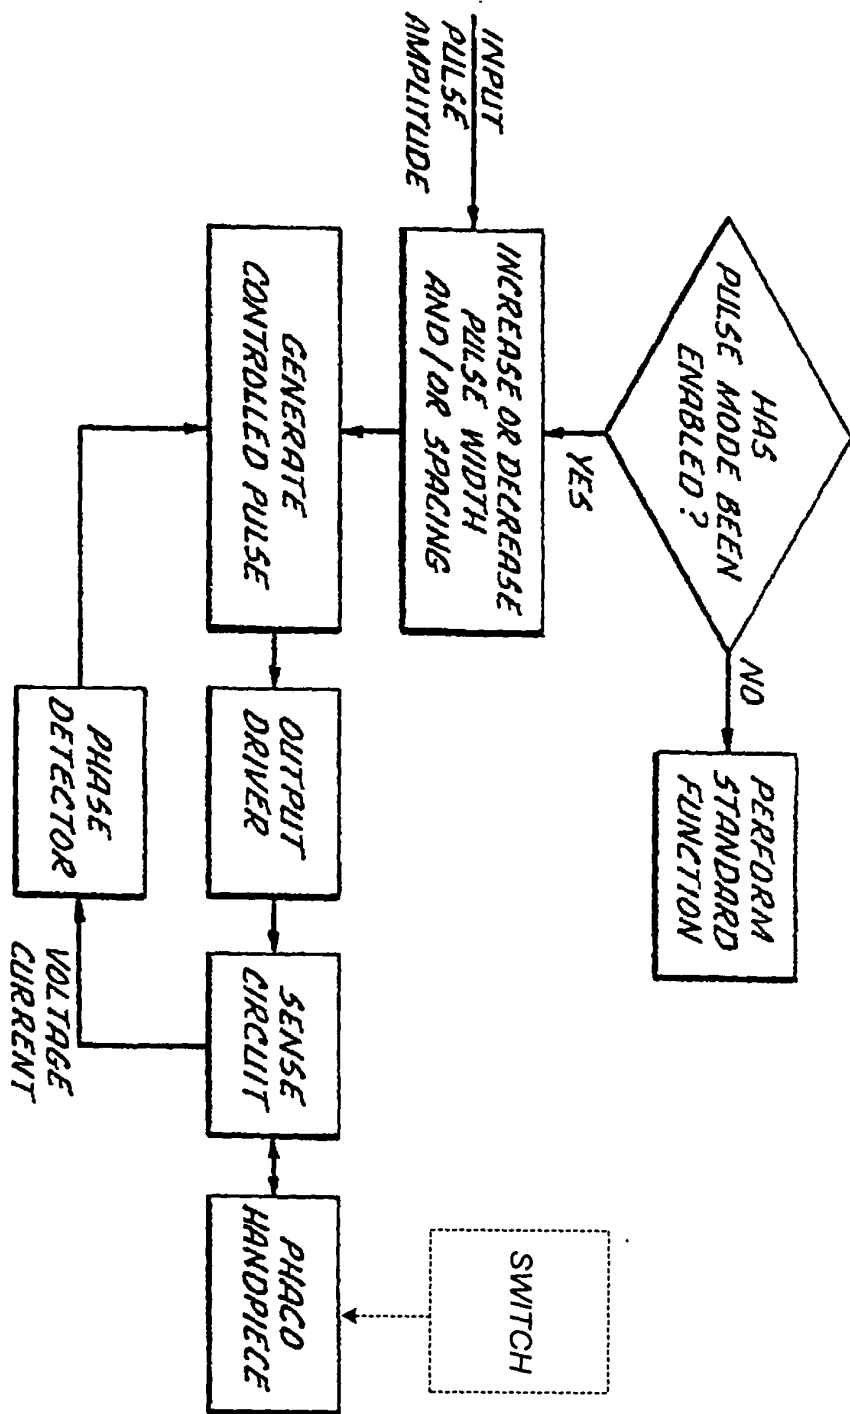 HAS
PULSE MODE BEEN
ENABLED?
NO
PERFORM
STANDARD
FUNCTION
YES
INPUT
PULSE
AMPLITUDE
INCREASE OR DECREASE
PULSE WIDTH
AND/OR SPACING
SWITCH
GENERATE
CONTROLLED PULSE
OUTPUT
DRIVER
SENSE
CIRCUIT
PHACO
HANDPIECE
PHASE
DETECTOR
VOLTAGE
CURRENT